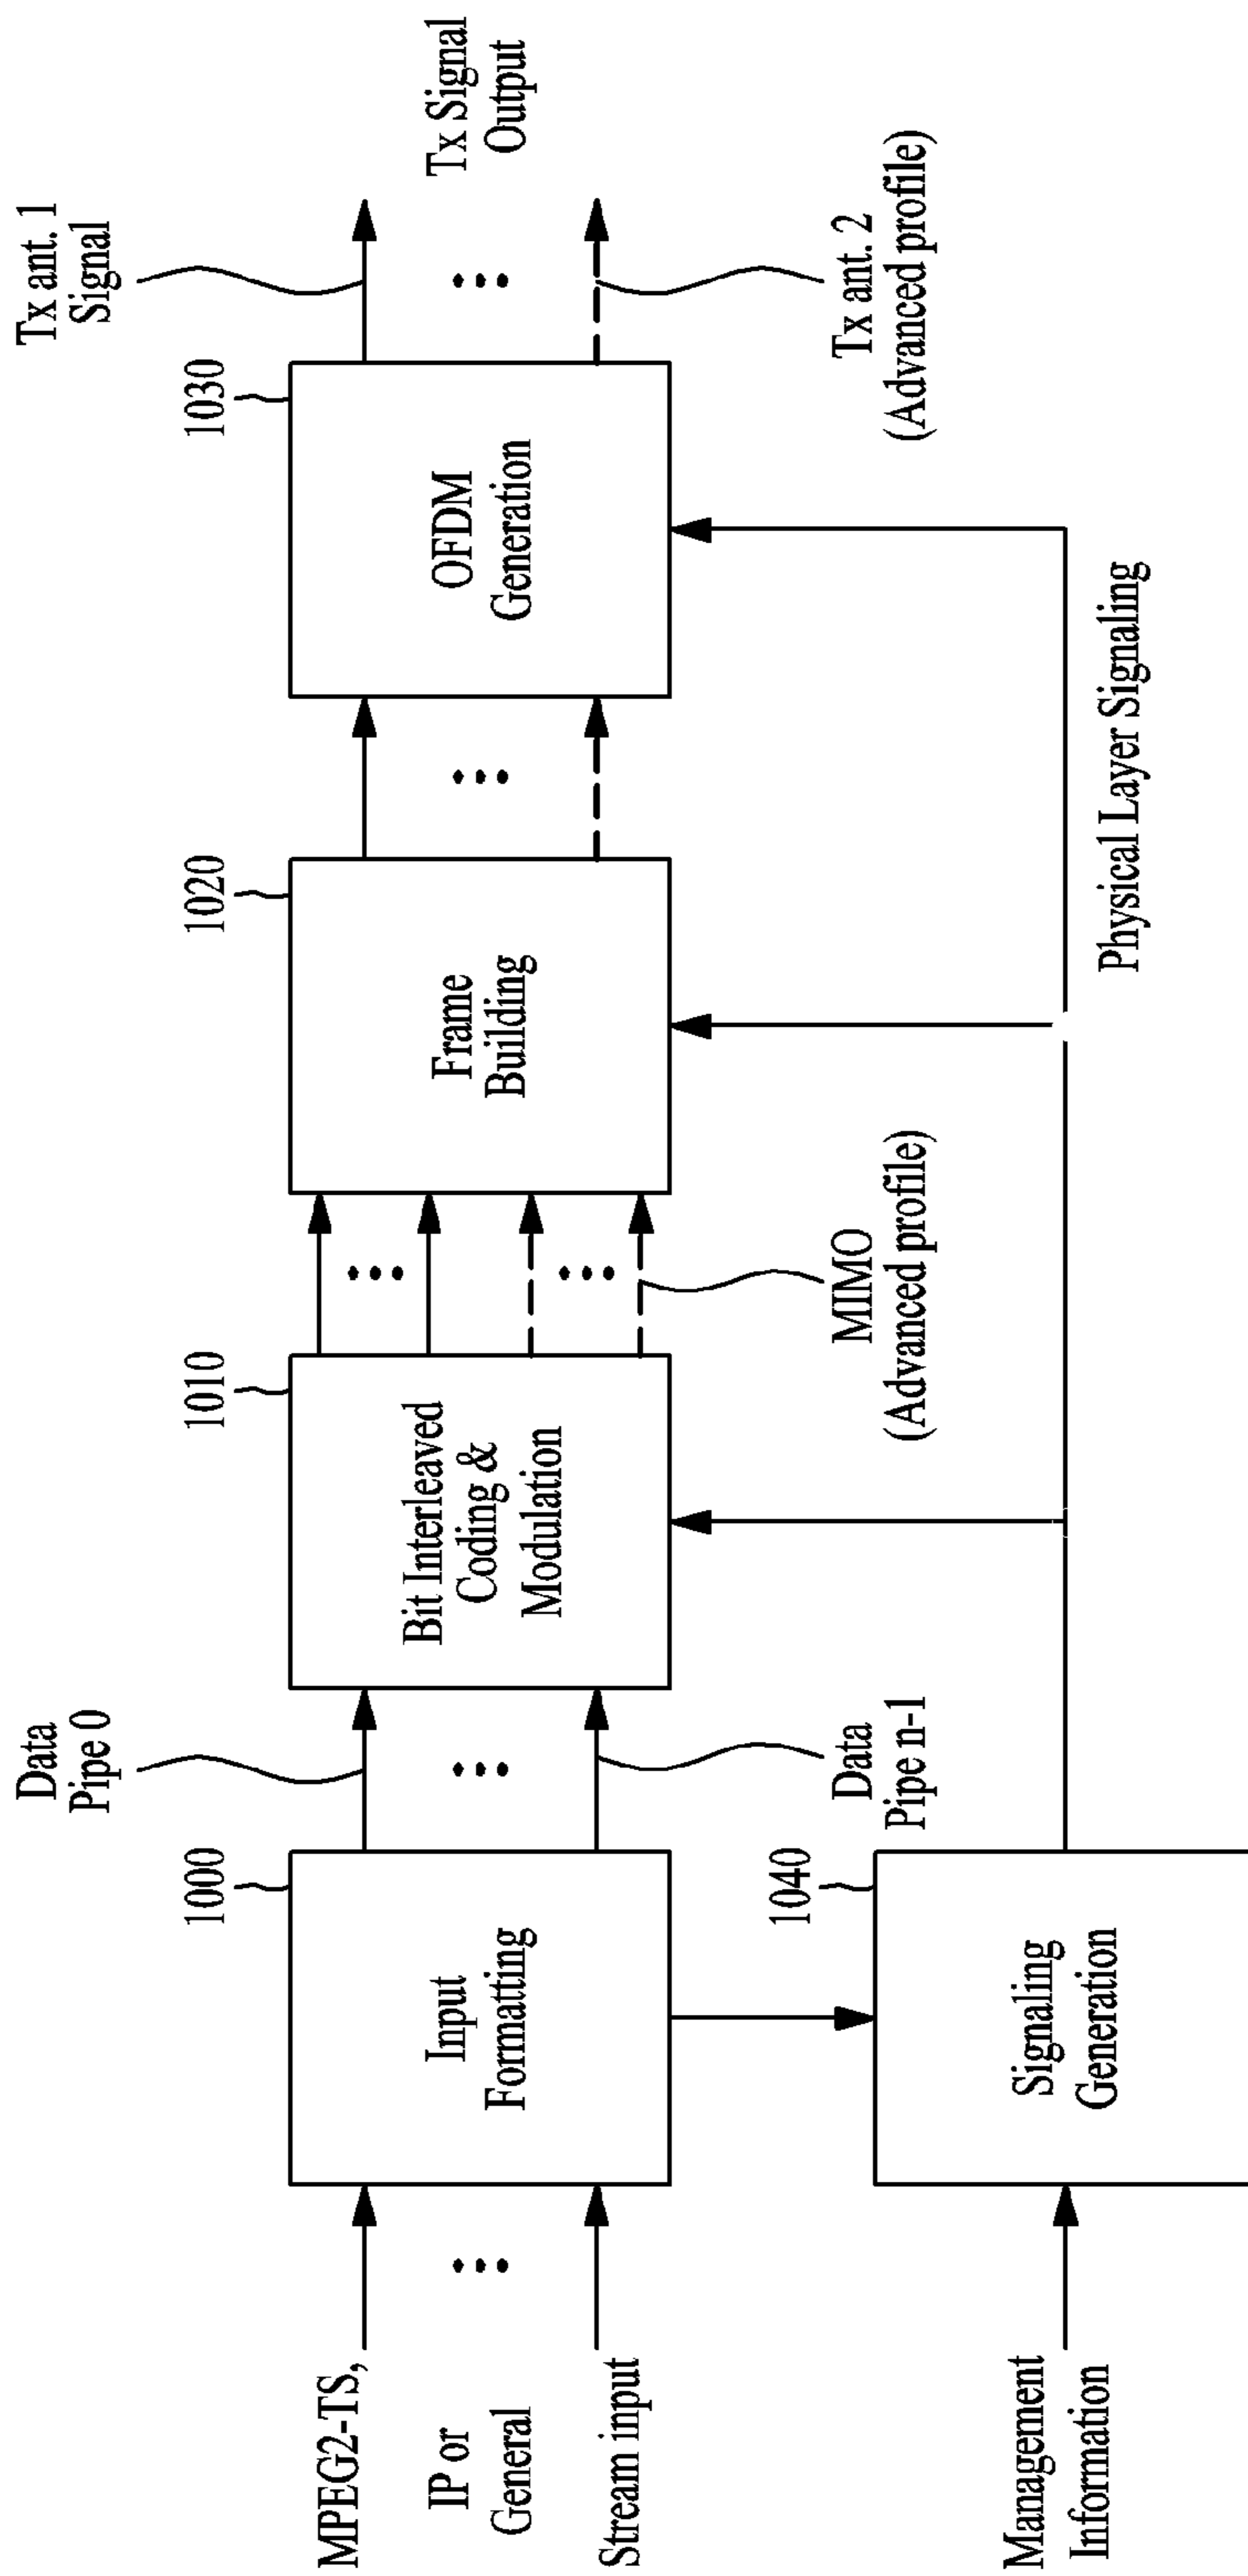 Tx ant. 1
Signal
Tx Signal
Output
Tx ant. 2
(Advanced profile)
1030
OFDM
Generation
1020
Frame
Building
Physical Layer Signaling
1010
Bit Interleaved
Coding &
Modulation
MIMO
(Advanced profile)
Data
Pipe 0
Data
Pipe n-1
1000
Input
Formatting
1040
Signaling
Generation
MPEG2-TS,
IP or
General
Stream input
Management
Information